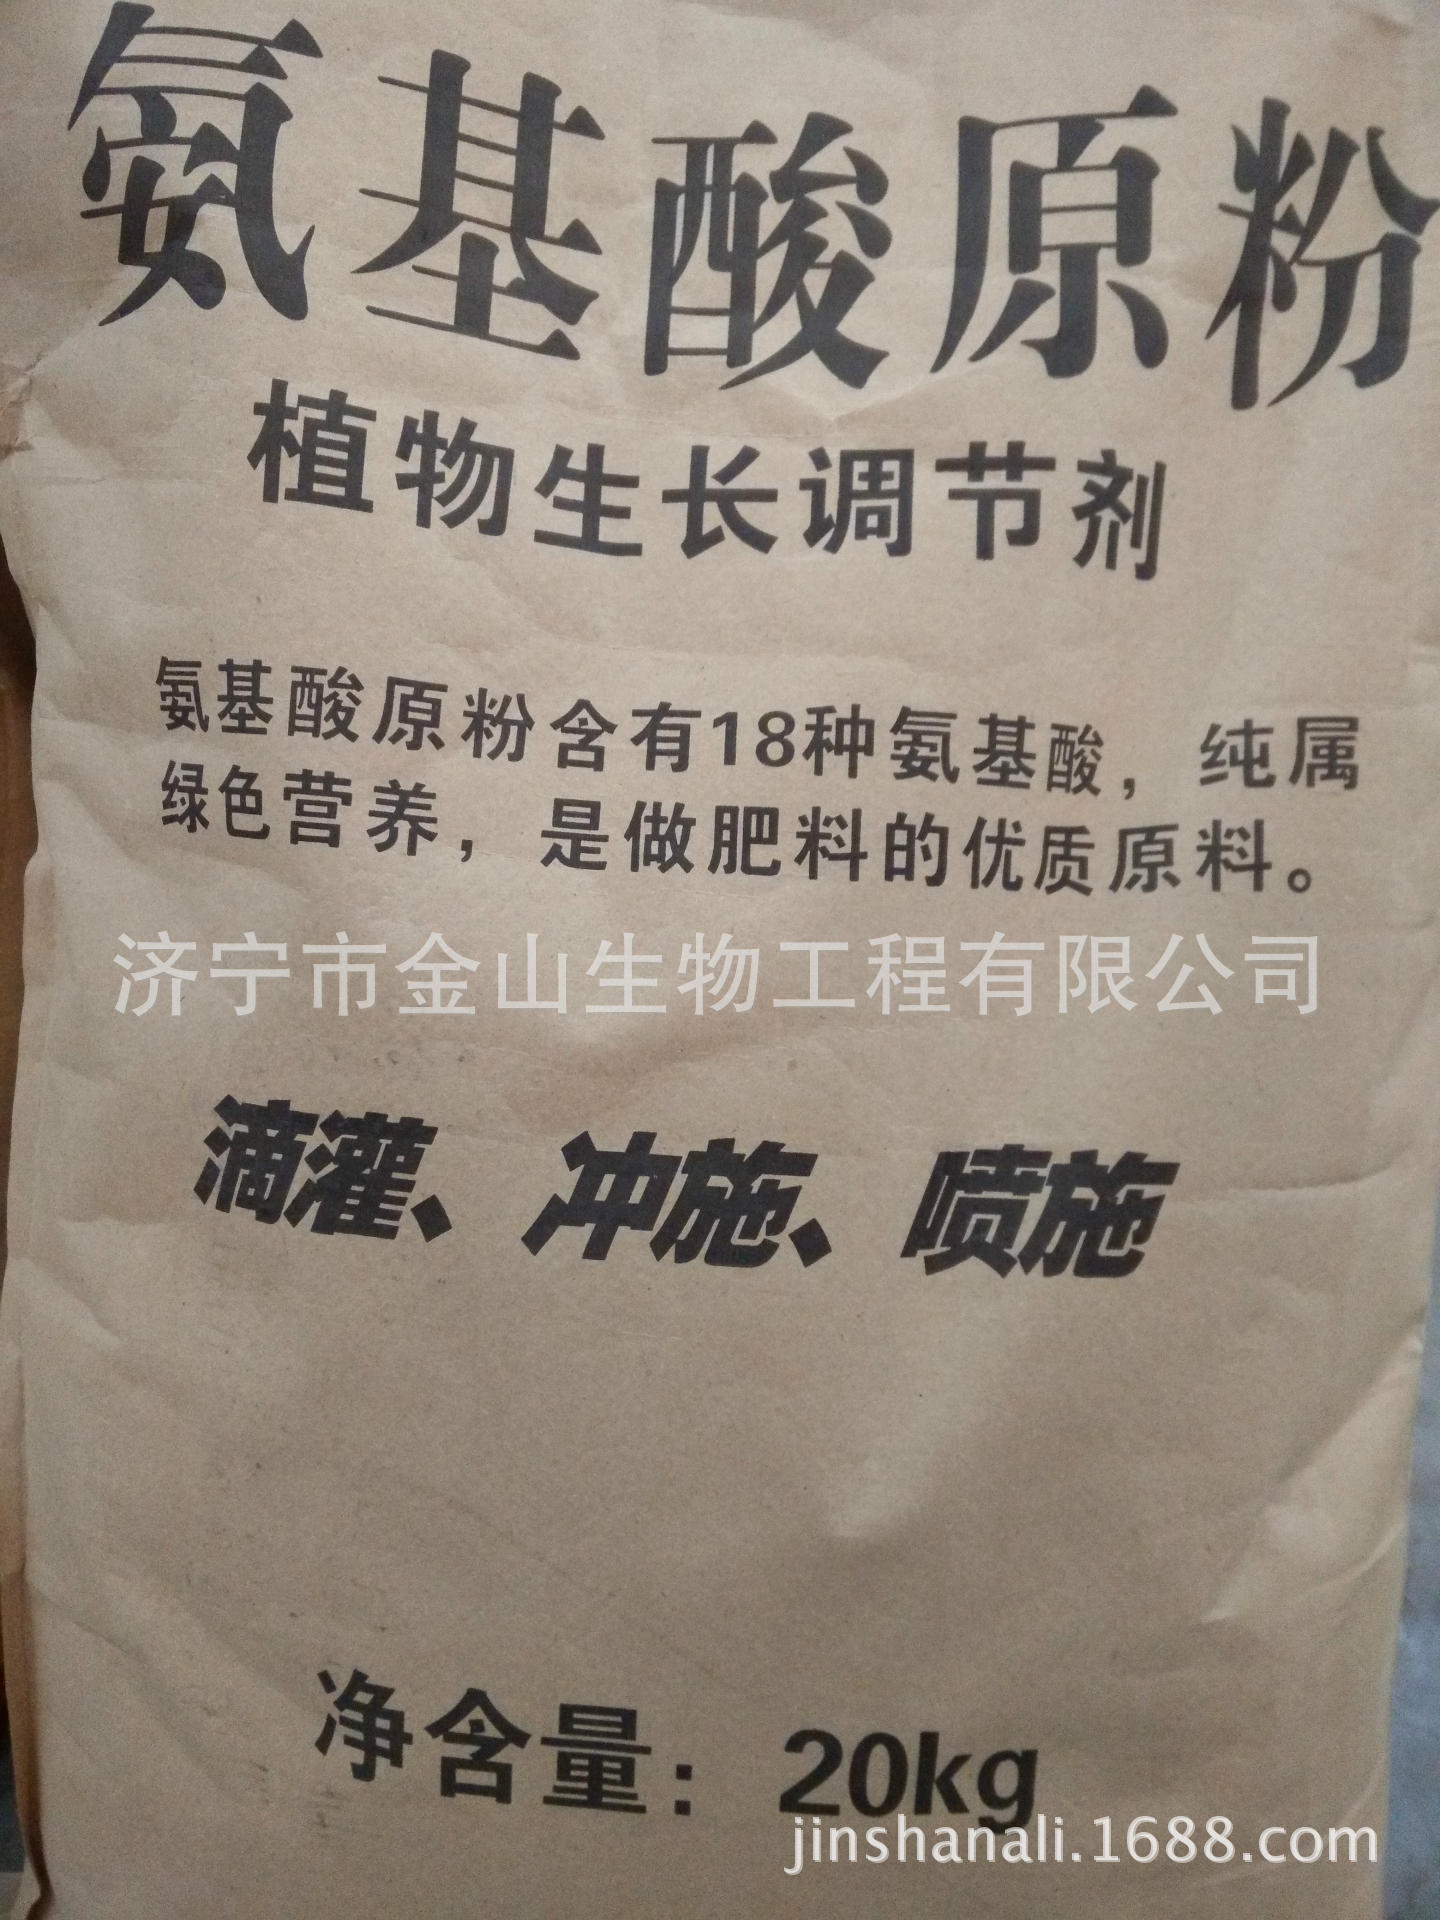 氨基酸原粉
植物生长调节剂
氨基酸原粉含有18种氨基酸，纯属
绿色营养，是做肥料的优质原料。
济宁市金山生物工程有限公司
滴灌、冲施、喷施
净含量：20kg
jinshanali.1688.com